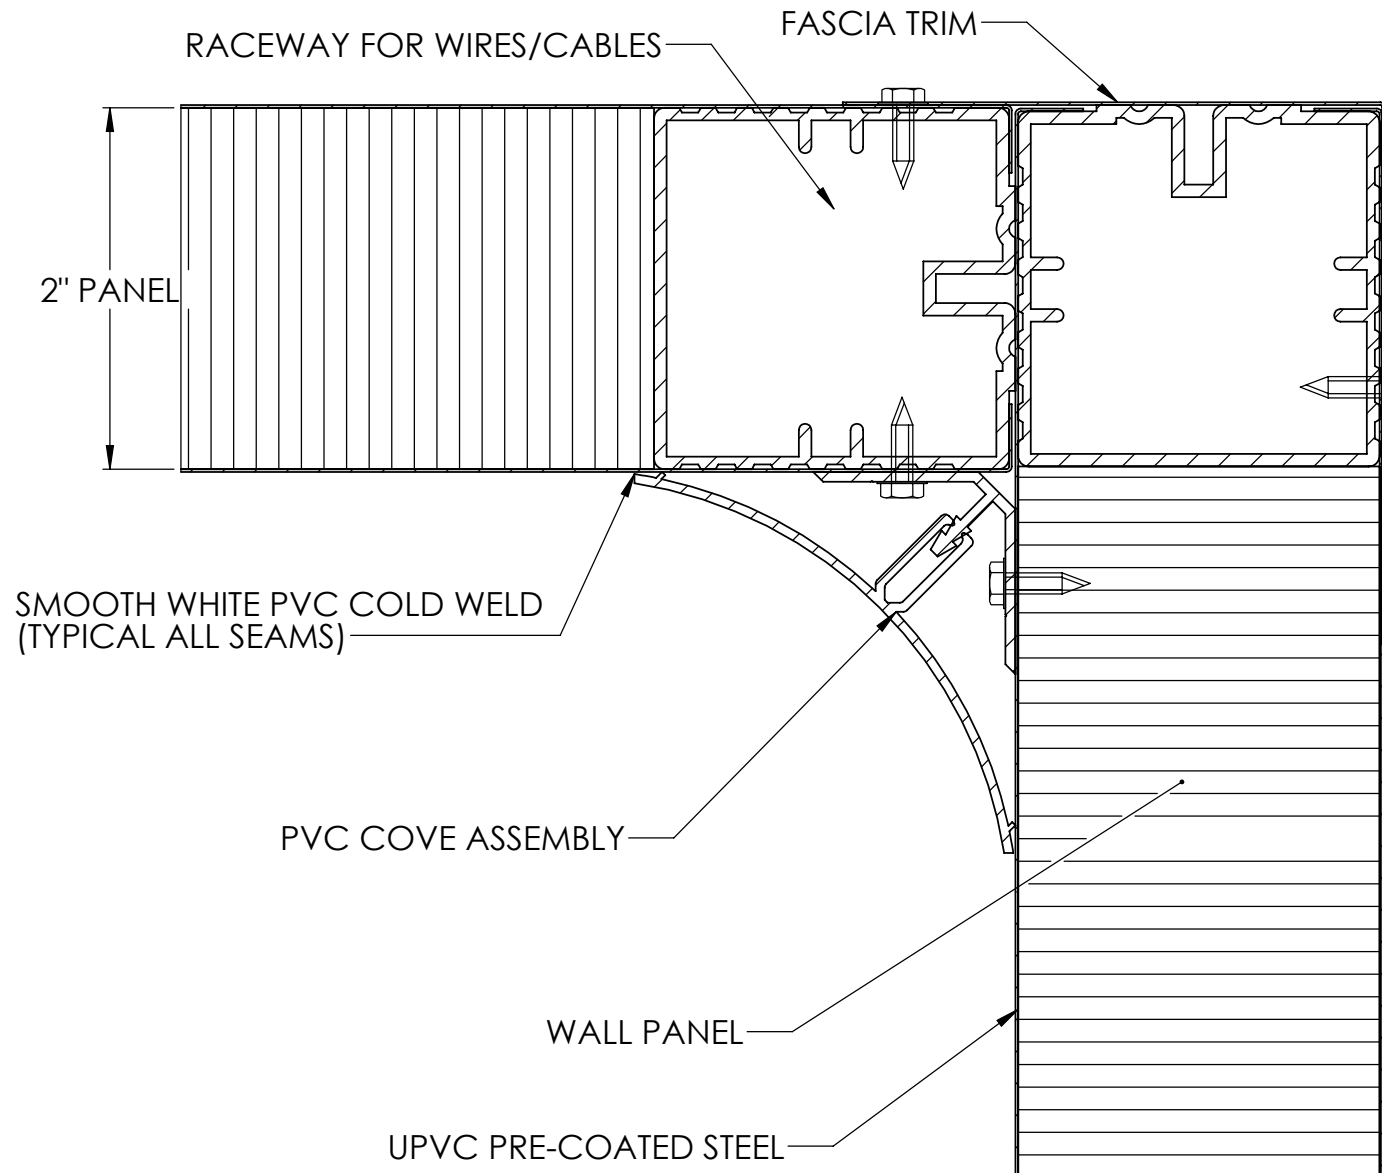 FASCIA TRIM
RACEWAY FOR WIRES/CABLES
2" PANEL
SMOOTH WHITE PVC COLD WELD
(TYPICAL ALL SEAMS)
PVC COVE ASSEMBLY
WALL PANEL
UPVC PRE-COATED STEEL